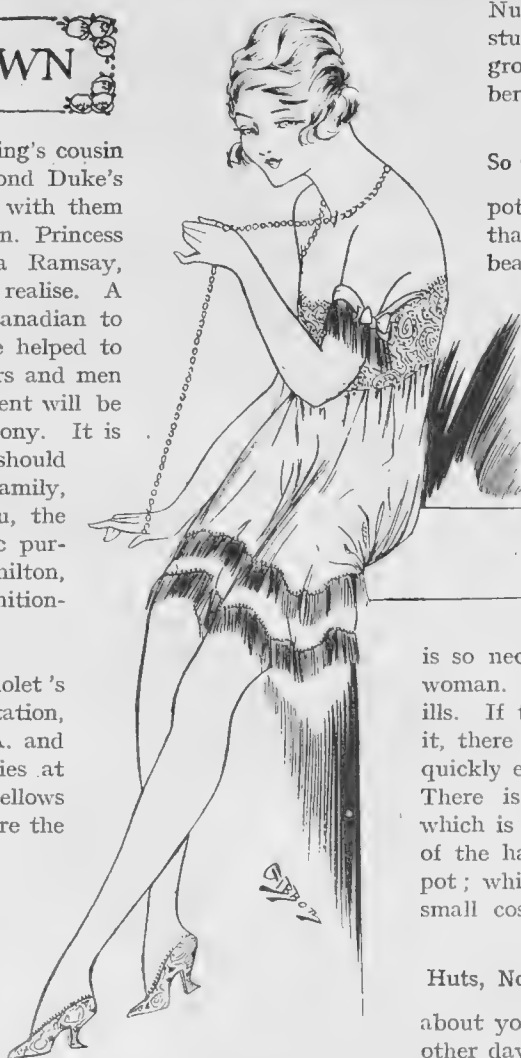 WN
ing's cousin
ond Duke's
with them
n. Princess
a Ramsay,
realise. A
anadian to
e helped to
rs and men
ent will be
ony. It is
should
amily,
u, the
c pur-
milton,
nition-
olet's
tation,
A. and
ies at
ellows
re the
GIBBON
Nu
stu
gro
ber
So
pot
tha
bea
is so nec
woman.
ills. If t
it, there
quickly e
There is
which is
of the ha
pot; whi
small cos
Huts, No
about yo
other day